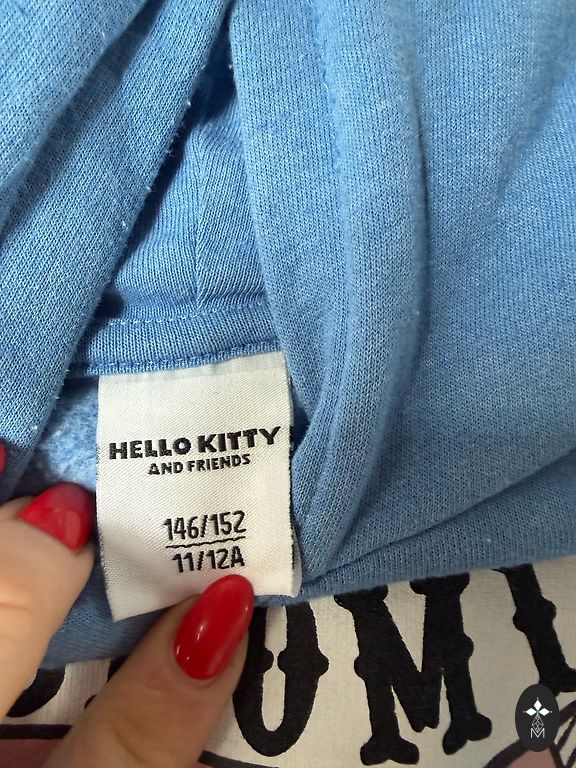 HELLO KITTY
AND FRIENDS
146/152
11/12A